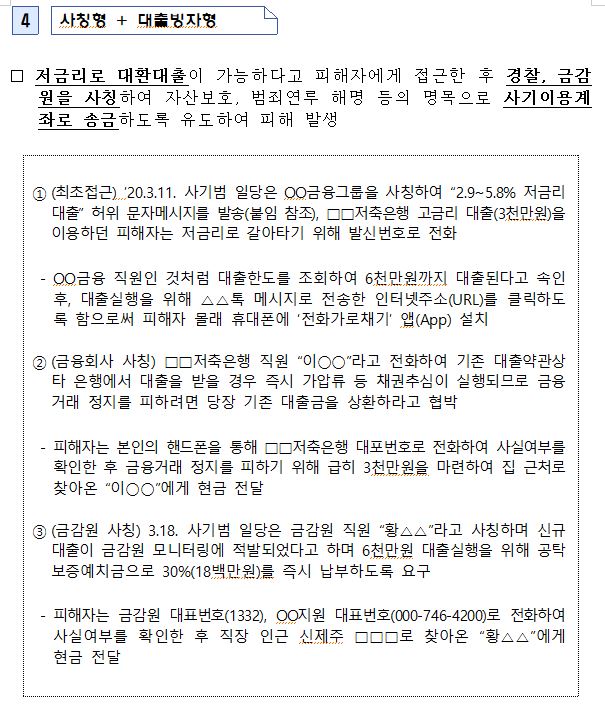 4 사칭형 + 대출빙자형
□ 저금리로 대환대출이 가능하다고 피해자에게 접근한 후 경찰, 금감
원을 사칭하여 자산보호, 범죄연루 해명 등의 명목으로 사기이용계
좌로 송금하도록 유도하여 피해 발생
① (최초접근) ’20.3.11. 사기범 일당은 OO금융그룹을 사칭하여 “2.9~5.8% 저금리
대출” 허위 문자메시지를 발송(붙임 참조), □□저축은행 고금리 대출(3천만원)을
이용하던 피해자는 저금리로 갈아타기 위해 발신번호로 전화
- OO금융 직원인 것처럼 대출한도를 조회하여 6천만원까지 대출된다고 속인
후, 대출실행을 위해 △△톡 메시지로 전송한 인터넷주소(URL)를 클릭하도
록 함으로써 피해자 몰래 휴대폰에 ‘전화가로채기’ 앱(App) 설치
② (금융회사 사칭) □□저축은행 직원 “이○○”라고 전화하여 기존 대출약관상
타 은행에서 대출을 받을 경우 즉시 가압류 등 채권추심이 실행되므로 금융
거래 정지를 피하려면 당장 기존 대출금을 상환하라고 협박
- 피해자는 본인의 핸드폰을 통해 □□저축은행 대포번호로 전화하여 사실여부를
확인한 후 금융거래 정지를 피하기 위해 급히 3천만원을 마련하여 집 근처로
찾아온 “이○○”에게 현금 전달
③ (금감원 사칭) 3.18. 사기범 일당은 금감원 직원 “황△△”라고 사칭하며 신규
대출이 금감원 모니터링에 적발되었다고 하며 6천만원 대출실행을 위해 공탁
보증예치금으로 30%(18백만원)를 즉시 납부하도록 요구
- 피해자는 금감원 대표번호(1332), OO지원 대표번호(000-746-4200)로 전화하여
사실여부를 확인한 후 직장 인근 신제주 □□□로 찾아온 “황△△”에게
현금 전달